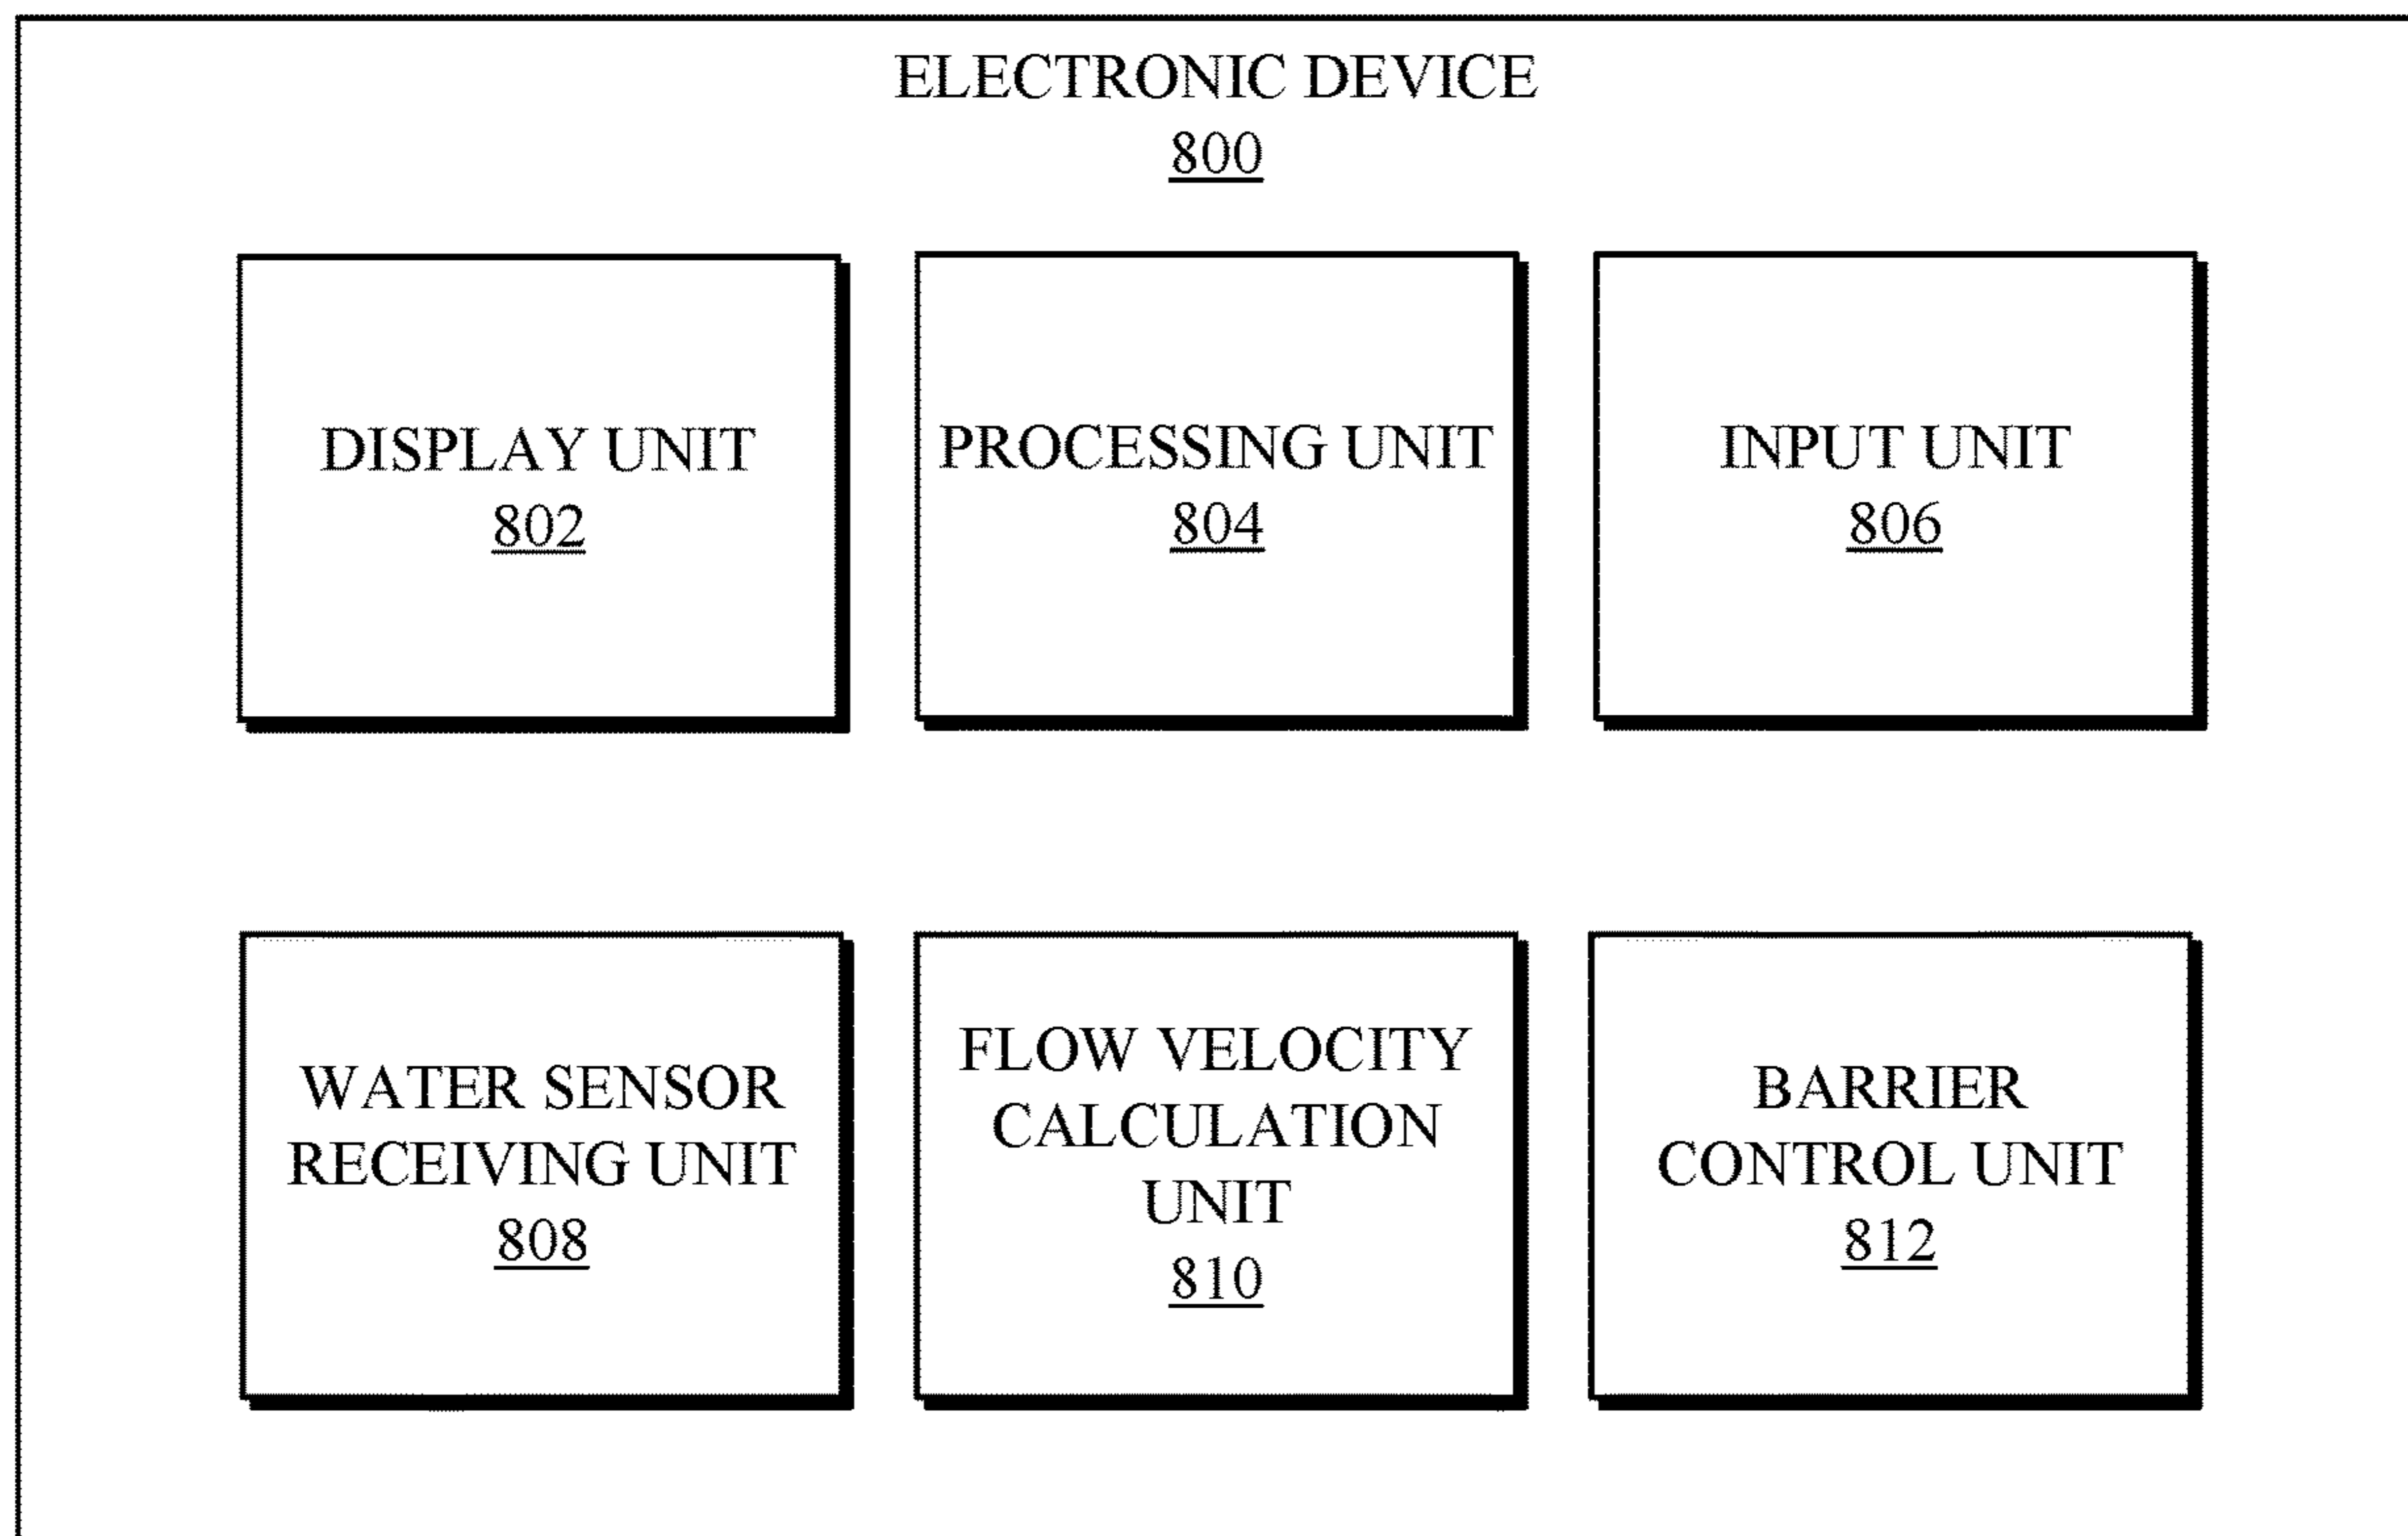 ELECTRONIC DEVICE
800
DISPLAY UNIT
802
PROCESSING UNIT
804
INPUT UNIT
806
WATER SENSOR
RECEIVING UNIT
808
FLOW VELOCITY
CALCULATION
UNIT
810
BARRIER
CONTROL UNIT
812